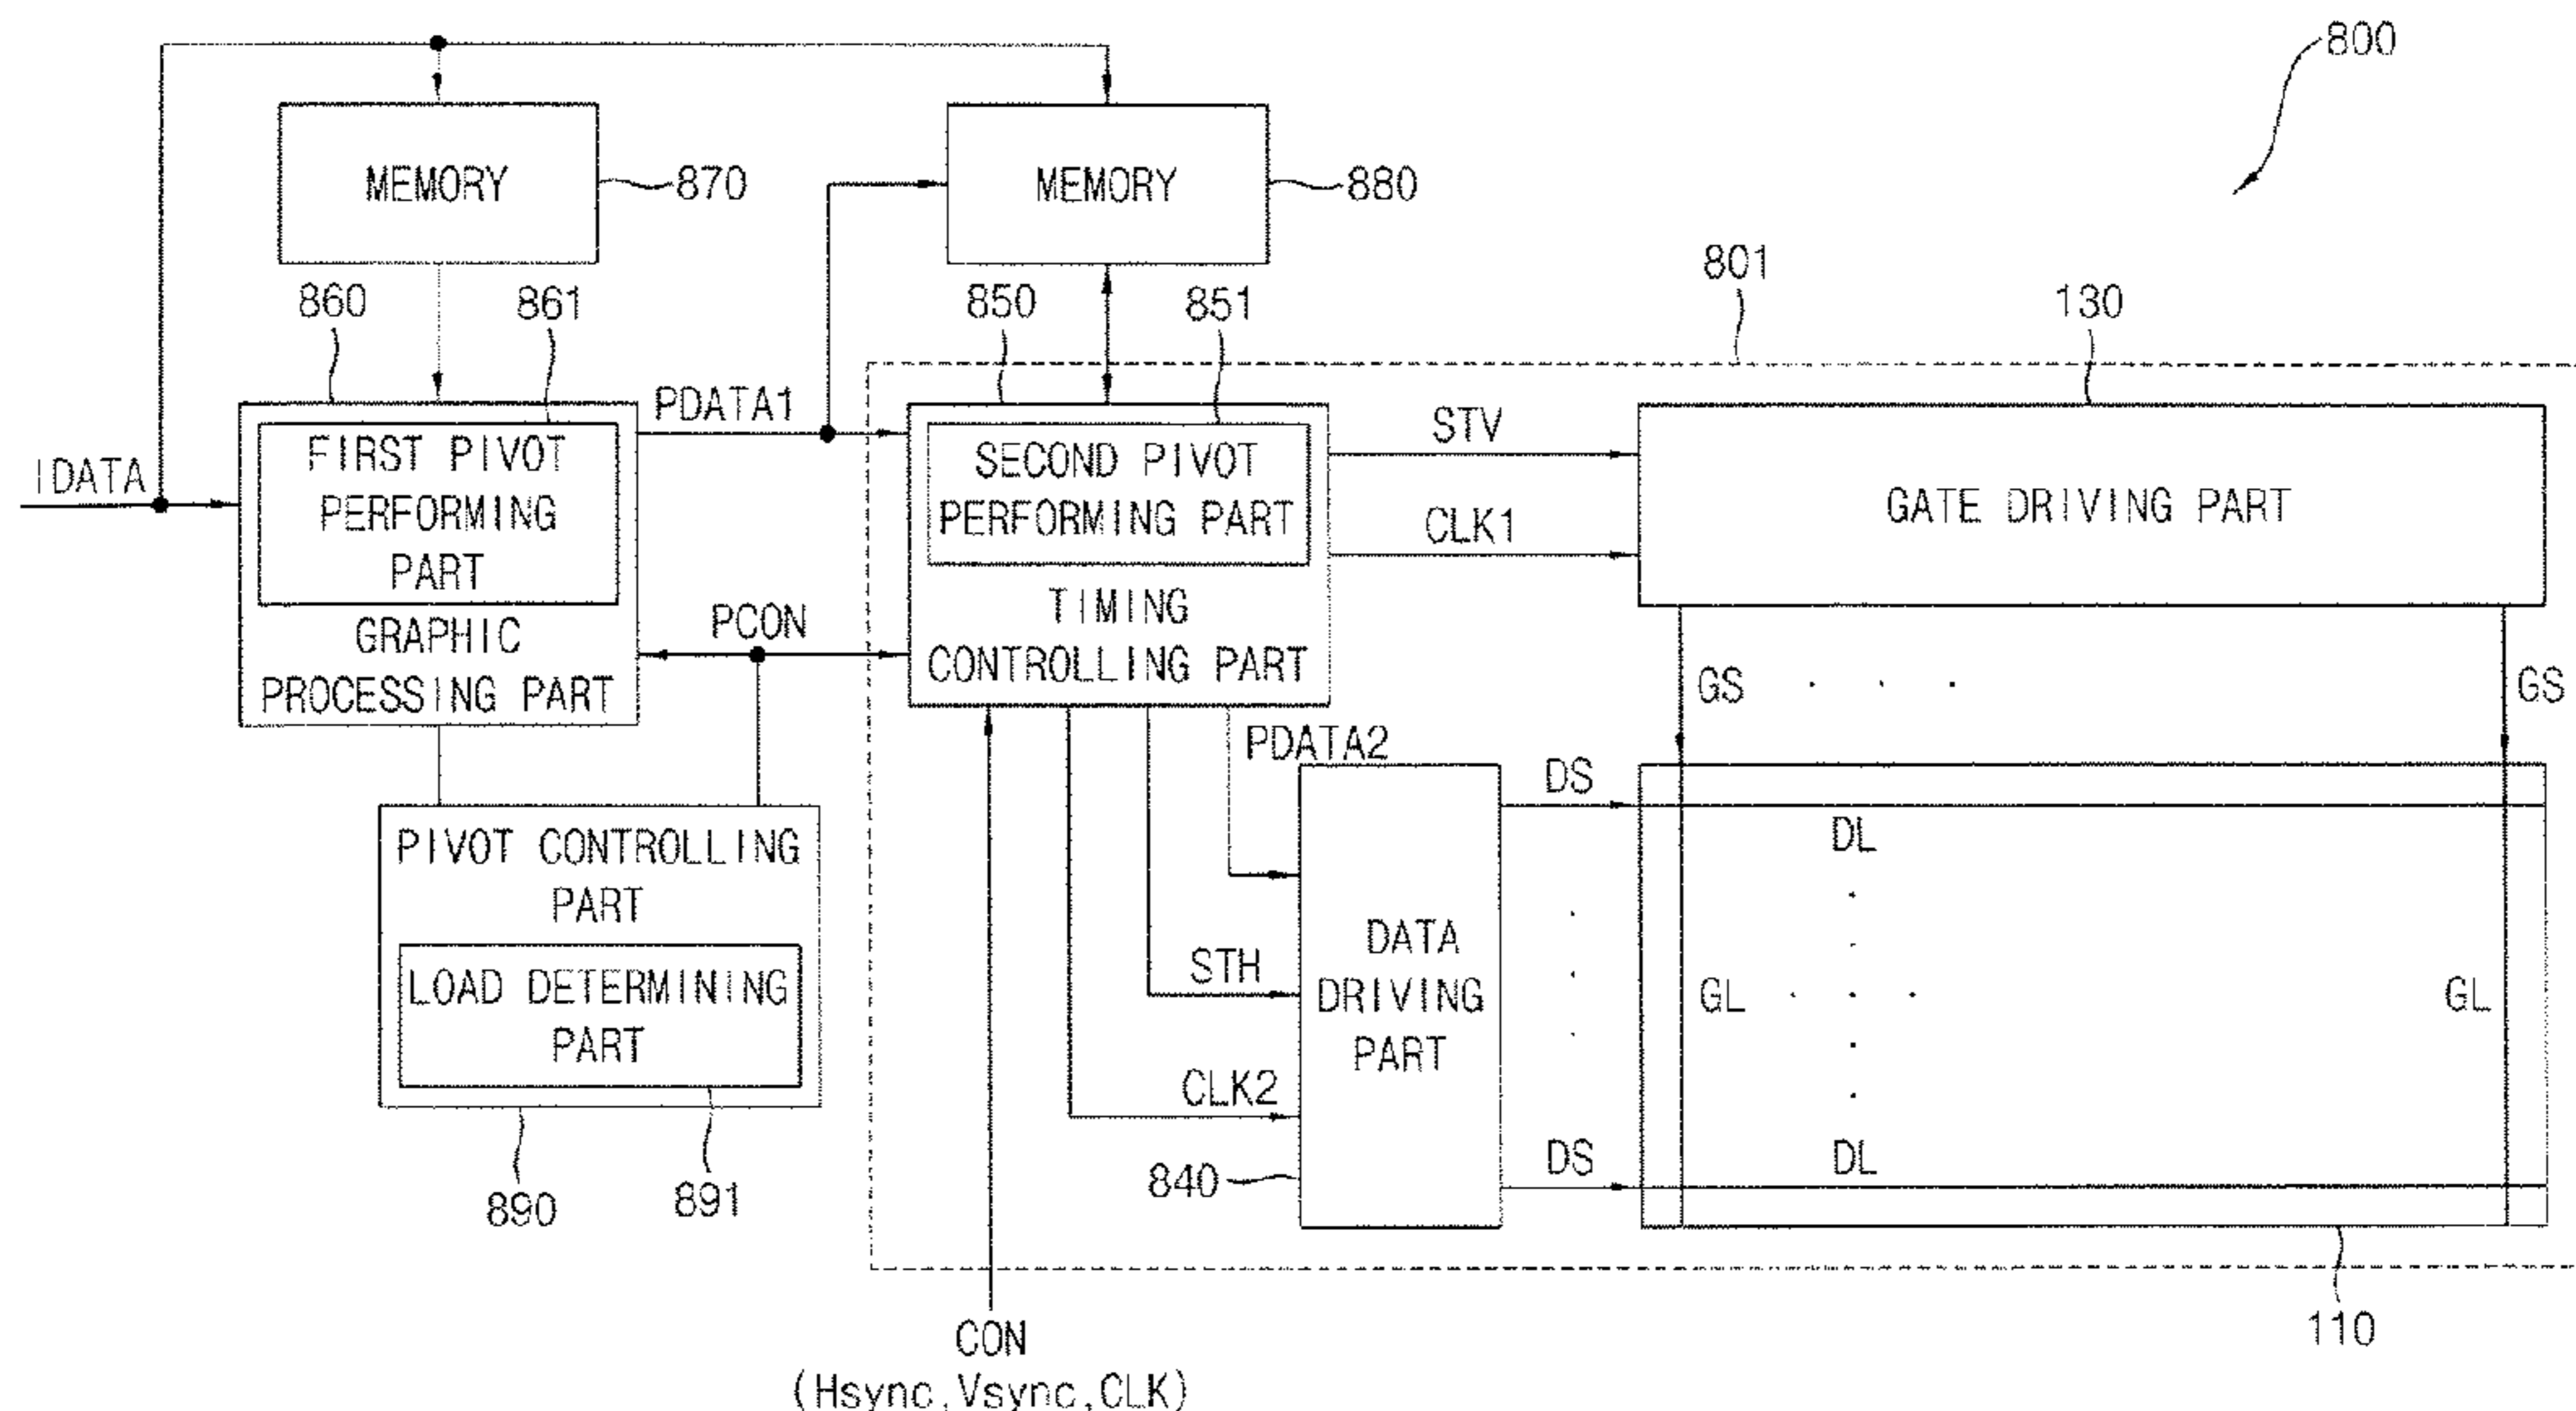 800
MEMORY
870
MEMORY
880
801
860
861
850
851
130
IDATA
FIRST PIVOT
PERFORMING
PART
GRAPHIC
PROCESSING PART
PDATA1
PCON
SECOND PIVOT
PERFORMING PART
TIMING
CONTROLLING PART
STV
CLK1
GATE DRIVING PART
GS
GS
PDATA2
PIVOT CONTROLLING
PART
LOAD DETERMINING
PART
890
891
STH
CLK2
840
DATA
DRIVING
PART
DS
DS
DL
GL
GL
DL
110
CON
(Hsync,Vsync,CLK)